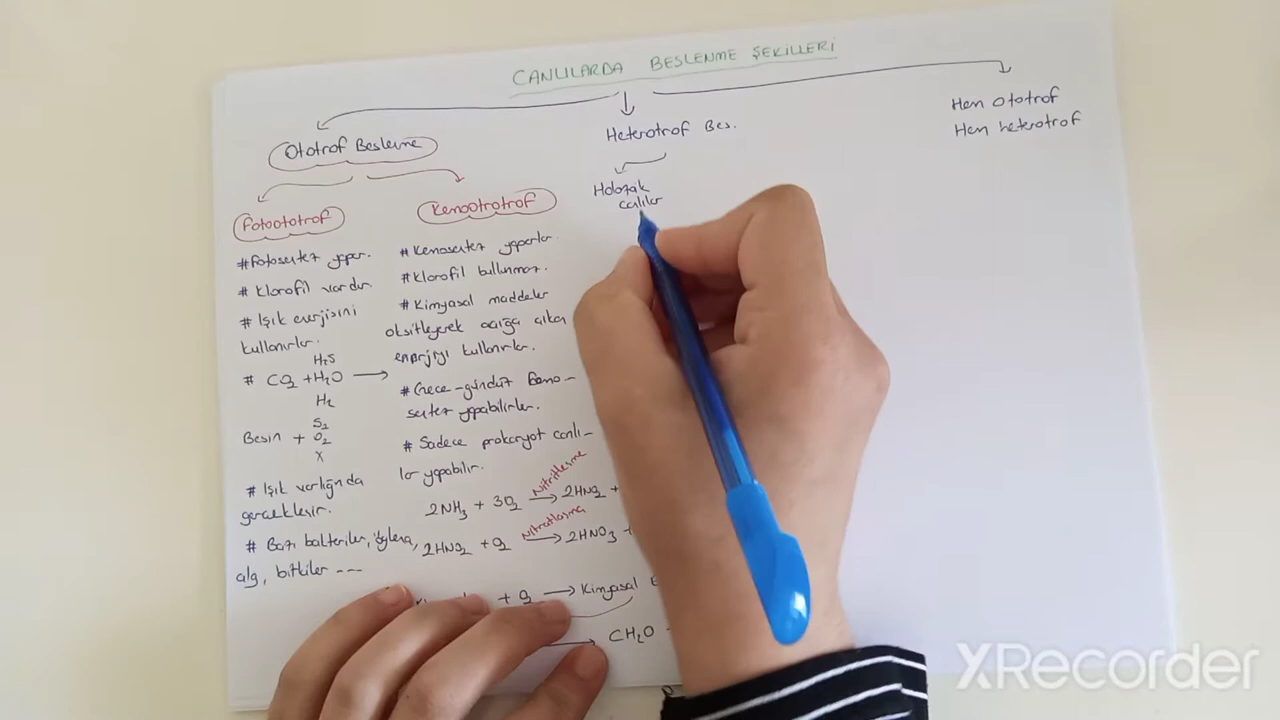 CANLILARDA BESLENME ŞEKİLLERİ
Ototrof Beslenme
Heterotrof Bes.
Hem ototrof
Hem heterotrof
Fotoototrof
# Fotosentez yapar.
# Klorofil vardır
# Işık enerjisini
kullanırlar.
H2S
# CO2 + H2O →
H2
S2
Besin + O2
X
# Işık varlığında
gerçekleşir.
# Bazı bakteriler, öglena,
alg, bitkiler ---
Kemoototrof
# Kemosentez yaparlar
# Klorofil bulunmaz.
# Kimyasal maddeler
oksitleyerek açığa çıkan
enerjiyi kullanırlar.
# Gece-gündüz kemo-
sentez yapabilirler.
# Sadece prokaryot canlı-
lar yapabilir.
2NH3 + 3O2 → Nitritleşme 2HNO2 +
2HNO2 + O2 → Nitratlaşma 2HNO3 +
+ O2 → Kimyasal E
→ CH2O
Holozoik
canlılar
XRecorder